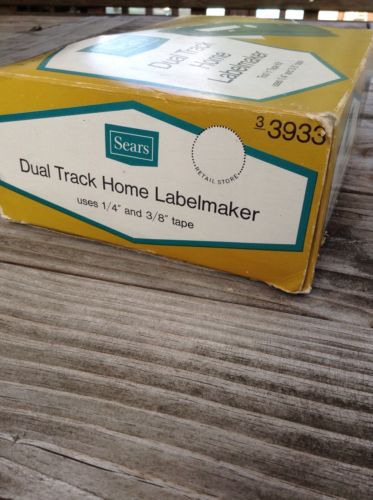 Sears
Dual Track
Home
Labelmaker
3 3933
Sears
RETAIL STORE
Dual Track Home Labelmaker
uses 1/4" and 3/8" tape